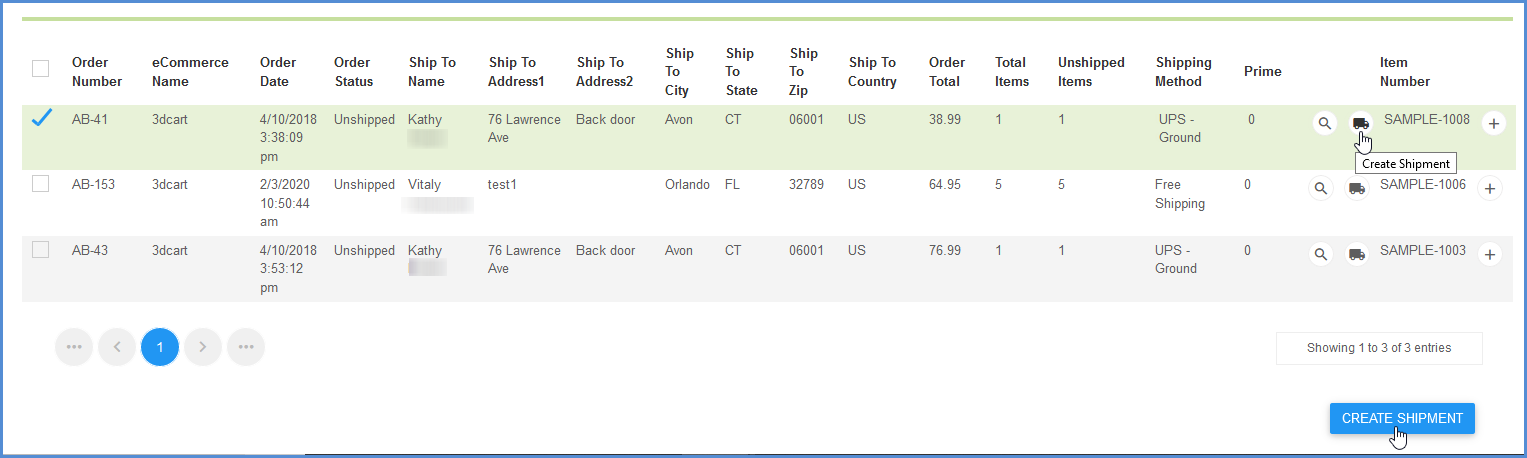 Order Number eCommerce Name Order Date Order Status Ship To Name Ship To Address1 Ship To Address2 Ship To City Ship To State Ship To Zip Ship To Country Order Total Total Items Unshipped Items Shipping Method Prime Item Number
AB-41 3dcart 4/10/2018 3:38:09 pm Unshipped Kathy 76 Lawrence Ave Back door Avon CT 06001 US 38.99 1 1 UPS - Ground 0 SAMPLE-1008
Create Shipment
AB-153 3dcart 2/3/2020 10:50:44 am Unshipped Vitaly test1 Orlando FL 32789 US 64.95 5 5 Free Shipping 0 SAMPLE-1006
AB-43 3dcart 4/10/2018 3:53:12 pm Unshipped Kathy 76 Lawrence Ave Back door Avon CT 06001 US 76.99 1 1 UPS - Ground 0 SAMPLE-1003
1
Showing 1 to 3 of 3 entries
CREATE SHIPMENT